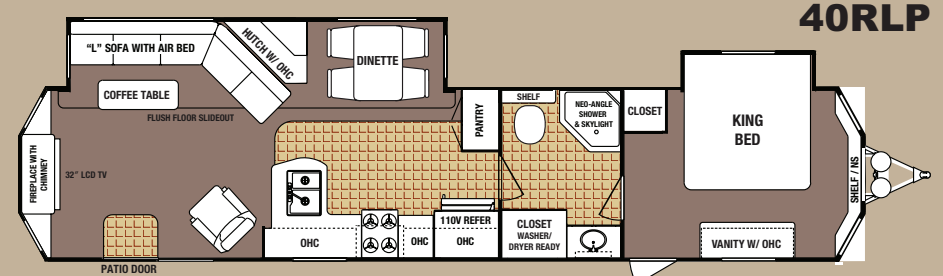 40RLP
"L" SOFA WITH AIR BED
HUTCH W/ OHC
DINETTE
COFFEE TABLE
FLUSH FLOOR SLIDEOUT
PANTRY
SHELF
NEO-ANGLE
SHOWER
& SKYLIGHT
CLOSET
KING
BED
FIREPLACE WITH
CHIMNEY
32" LCD TV
SHELF / NS
110V REFER
OHC
OHC
OHC
CLOSET
WASHER/
DRYER READY
VANITY W/ OHC
PATIO DOOR